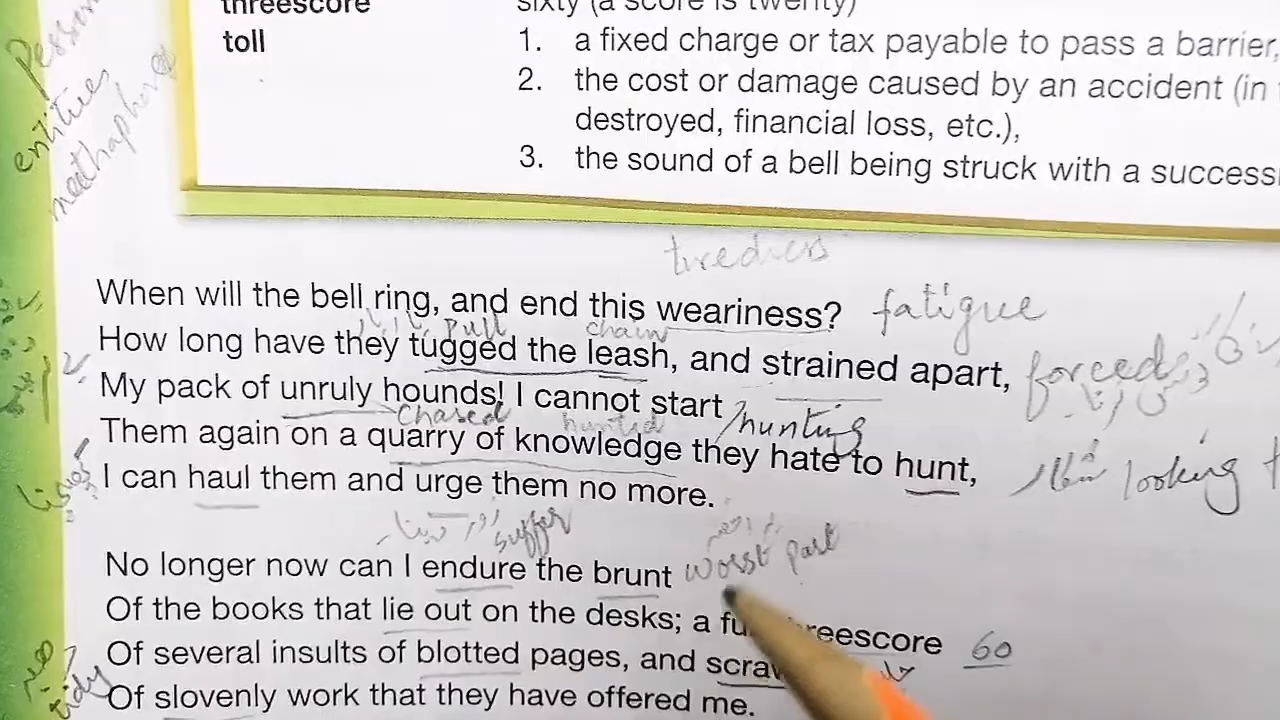 threescore sixty (a score is twenty)
toll 1. a fixed charge or tax payable to pass a barrier,
2. the cost or damage caused by an accident (in
destroyed, financial loss, etc.),
3. the sound of a bell being struck with a success
entities
tiredness
When will the bell ring, and end this weariness? fatigue
pull chain
How long have they tugged the leash, and strained apart, forced
My pack of unruly hounds! I cannot start hunting
chased hunted
Them again on a quarry of knowledge they hate to hunt, looking
I can haul them and urge them no more.
suffer
No longer now can I endure the brunt worst part
Of the books that lie out on the desks; a threescore 60
Of several insults of blotted pages, and
Of slovenly work that they have offered me.
tidy